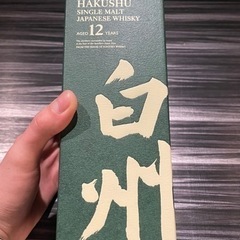 HAKUSHU
SINGLE MALT
JAPANESE WHISKY
AGED 12 YEARS
白
州